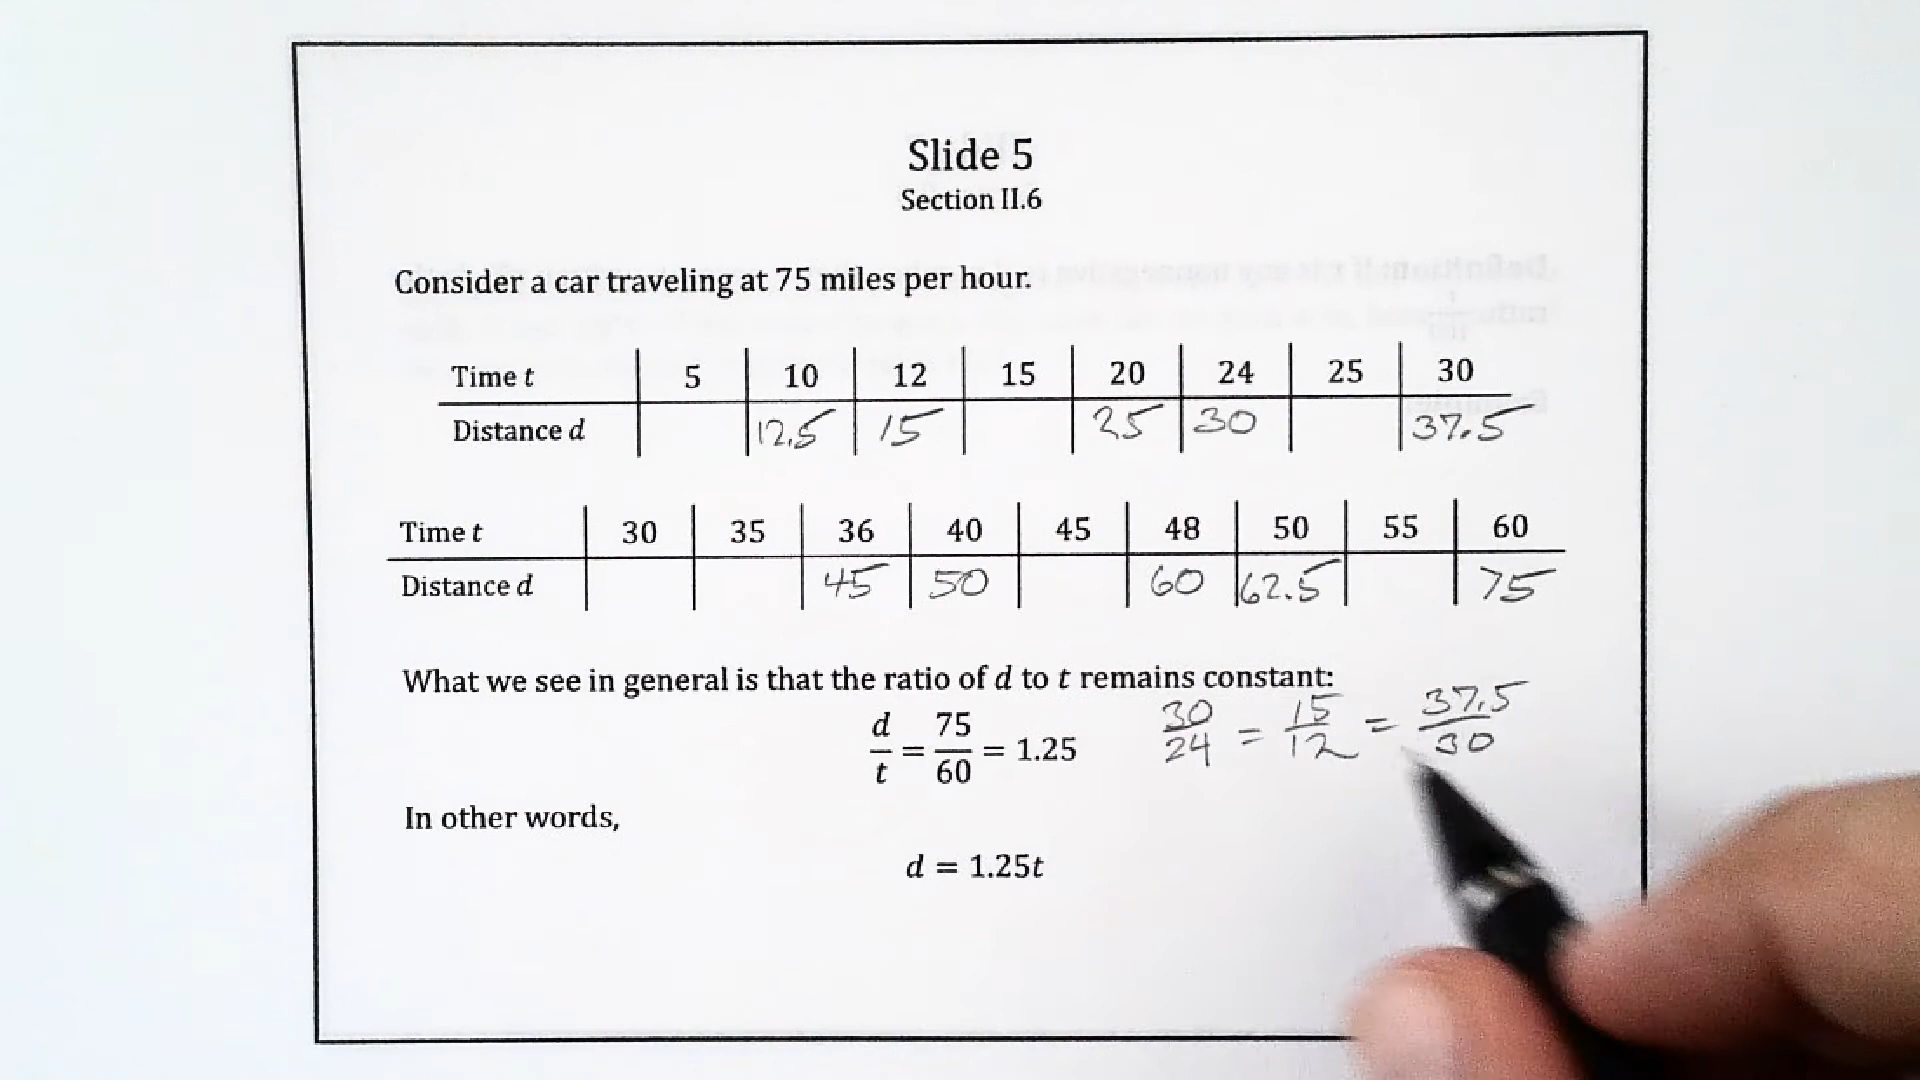 Slide 5
Section II.6
Consider a car traveling at 75 miles per hour.
Time t 5 10 12 15 20 24 25 30
Distance d 12.5 15 25 30 37.5
Time t 30 35 36 40 45 48 50 55 60
Distance d 45 50 60 62.5 75
What we see in general is that the ratio of d to t remains constant:
d/t = 75/60 = 1.25 30/24 = 15/12 = 37.5/30
In other words,
d = 1.25t